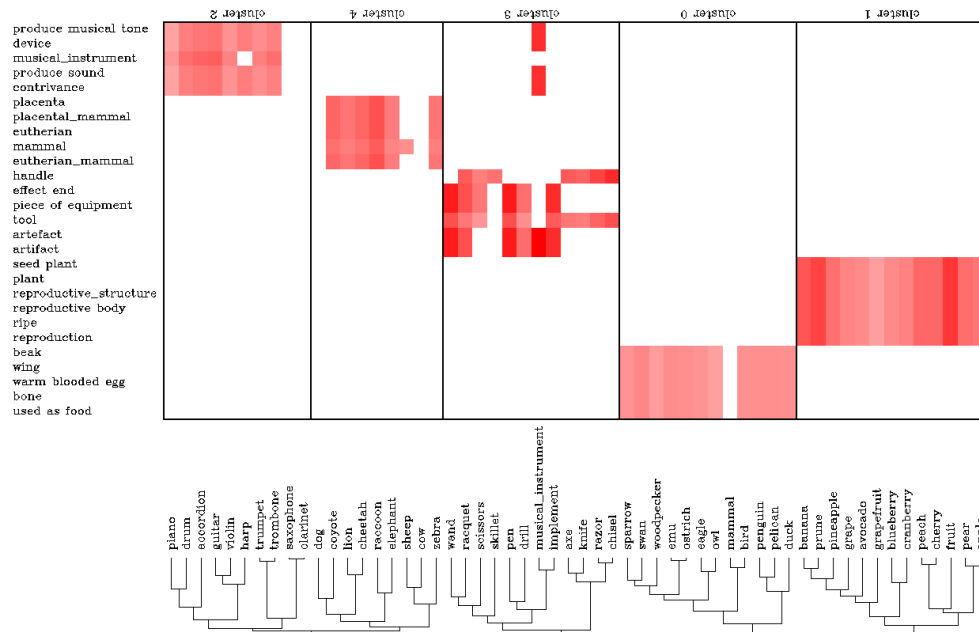 cluster 2
cluster 4
cluster 3
cluster 0
cluster 1
produce musical tone
device
musical_instrument
produce sound
contrivance
placenta
placental_mammal
eutherian
mammal
eutherian_mammal
handle
effect end
piece of equipment
tool
artefact
artifact
seed plant
plant
reproductive_structure
reproductive body
ripe
reproduction
beak
wing
warm blooded egg
bone
used as food
piano
drum
accordion
guitar
violin
harp
trumpet
trombone
saxophone
clarinet
dog
coyote
lion
cheetah
raccoon
elephant
sheep
cow
zebra
wand
racquet
scissors
skillet
pen
drill
musical_instrument
implement
axe
knife
razor
chisel
sparrow
swan
woodpecker
emu
ostrich
eagle
owl
mammal
bird
penguin
pelican
duck
banana
prune
pineapple
grape
avocado
grapefruit
blueberry
cranberry
peach
cherry
fruit
pear